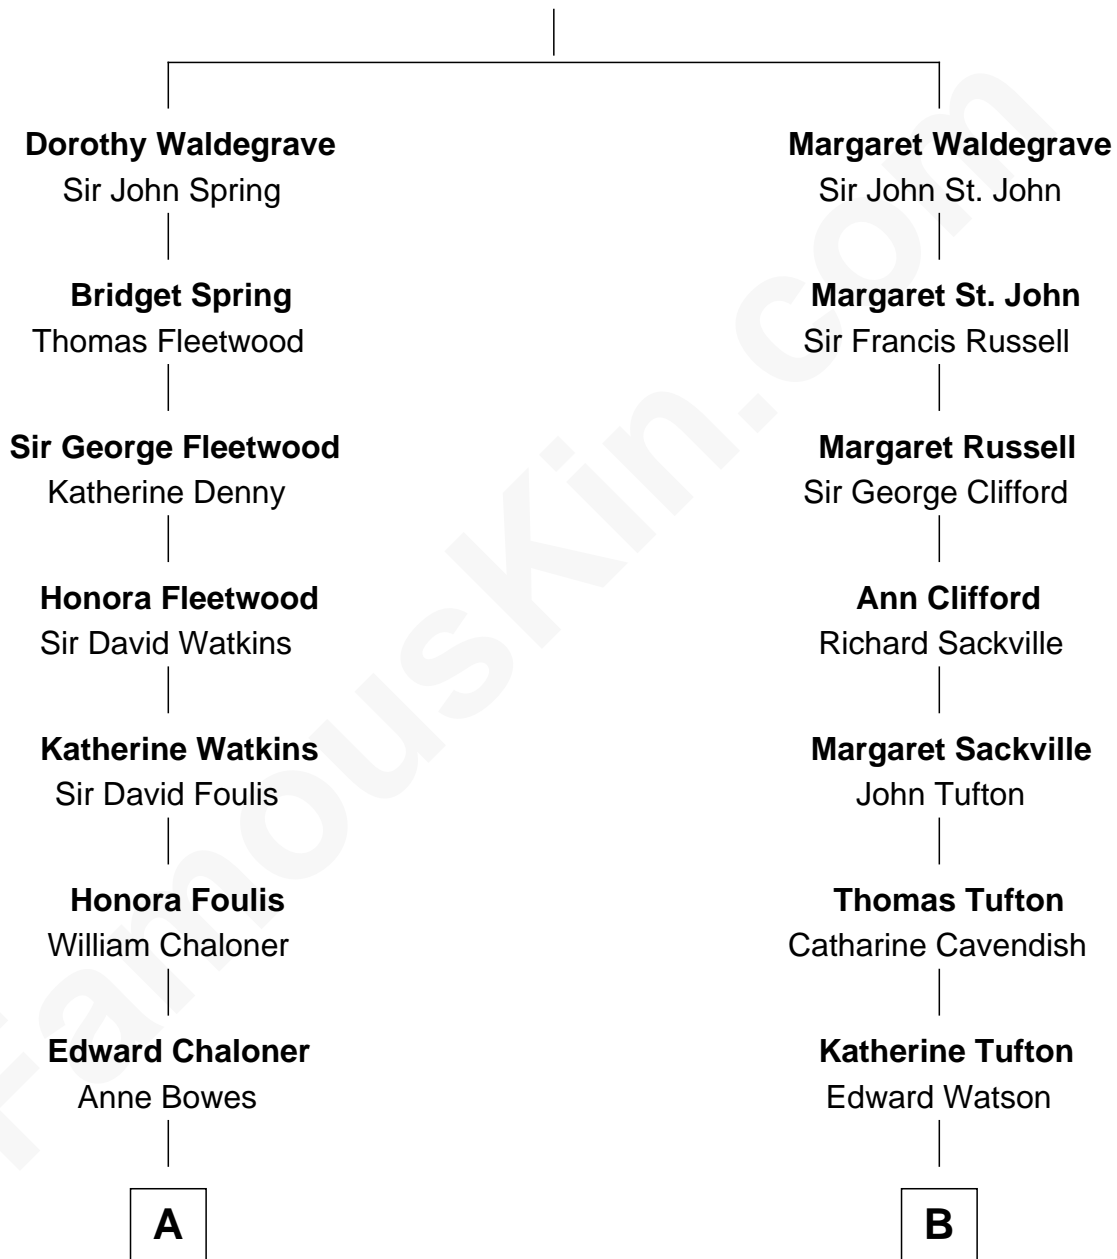 Dorothy Waldegrave
Sir John Spring
Bridget Spring
Thomas Fleetwood
Sir George Fleetwood
Katherine Denny
Honora Fleetwood
Sir David Watkins
Katherine Watkins
Sir David Foulis
Honora Foulis
William Chaloner
Edward Chaloner
Anne Bowes
A
Margaret Waldegrave
Sir John St. John
Margaret St. John
Sir Francis Russell
Margaret Russell
Sir George Clifford
Ann Clifford
Richard Sackville
Margaret Sackville
John Tufton
Thomas Tufton
Catharine Cavendish
Katherine Tufton
Edward Watson
B
FamousKin.com